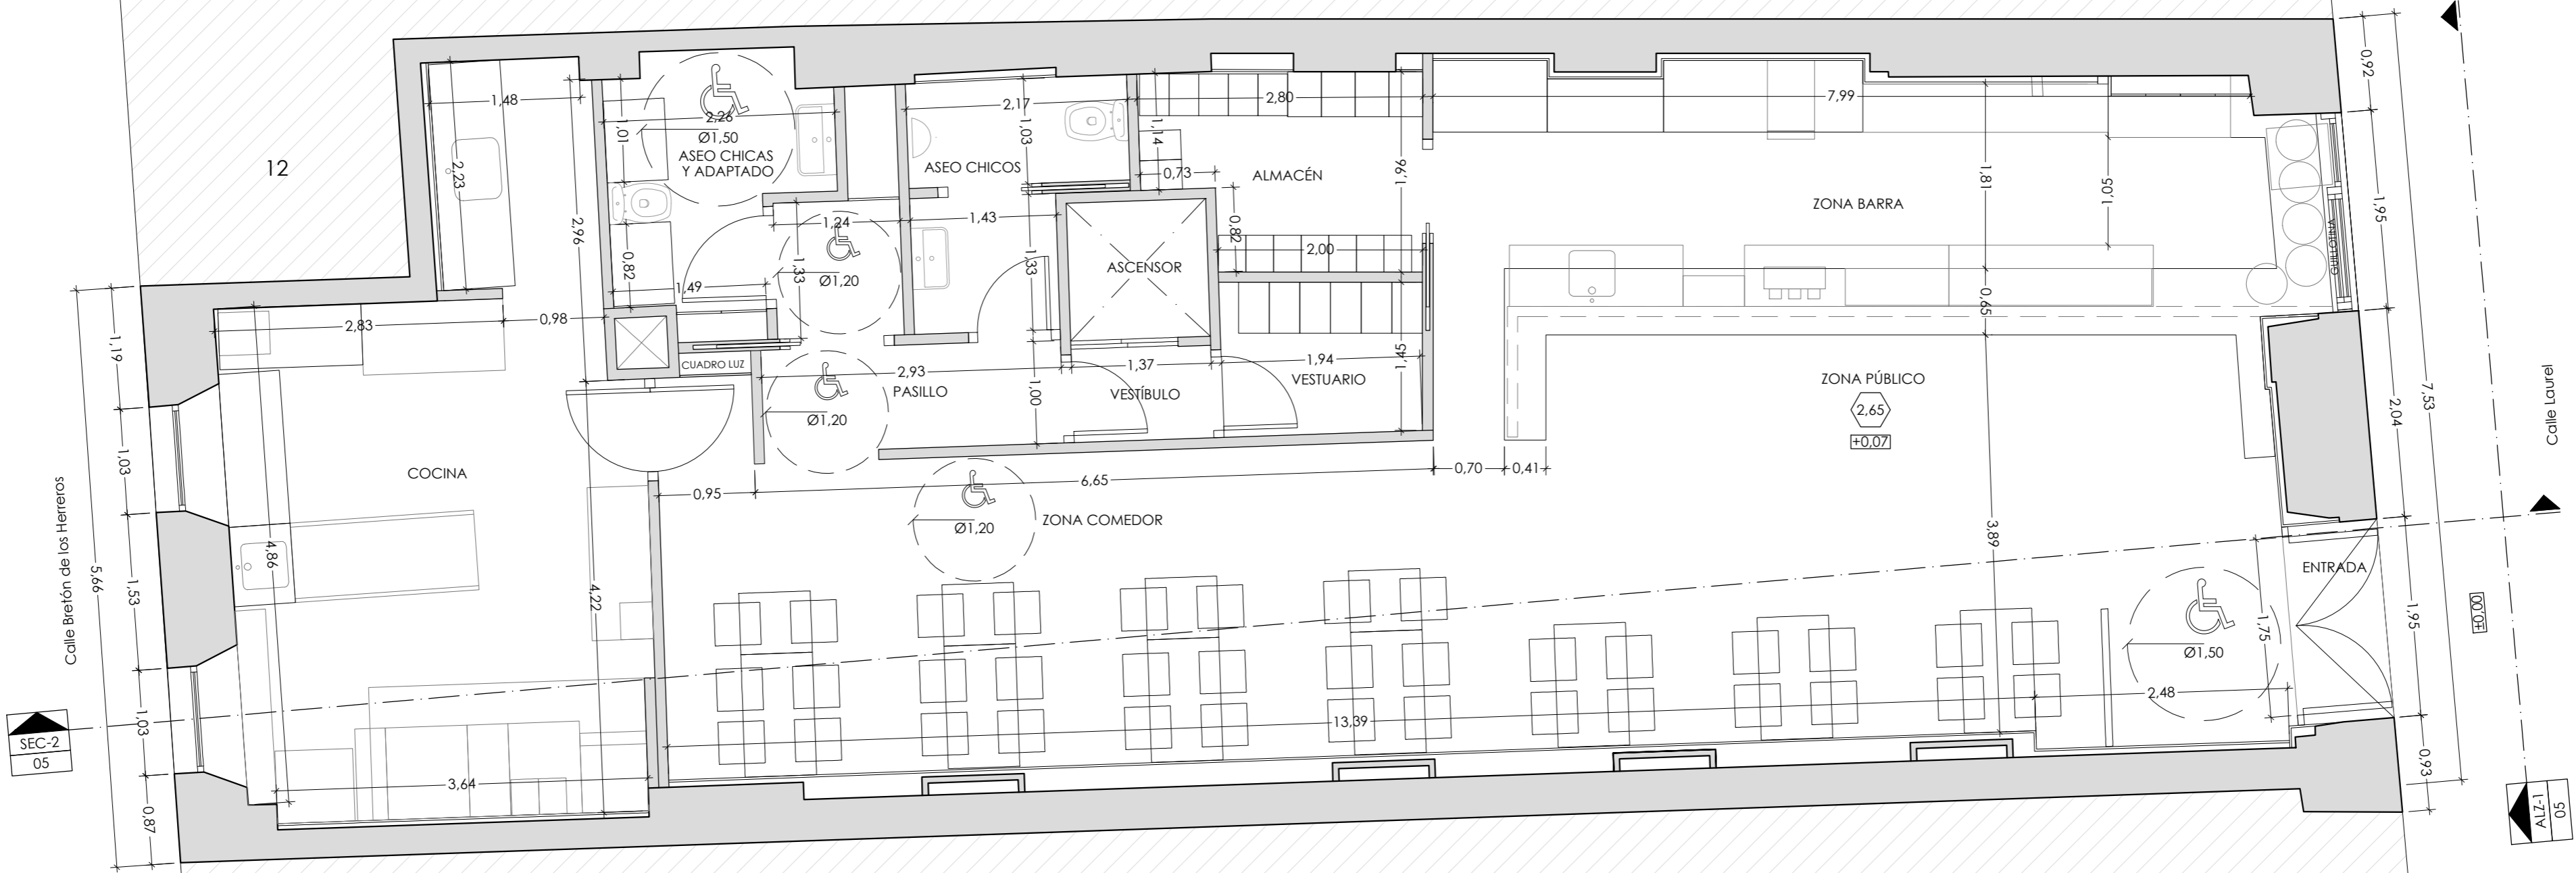 12
1,48
2,23
2,96
1,01
2,26
Ø1,50
ASEO CHICAS
Y ADAPTADO
0,82
1,49
1,24
1,33
Ø1,20
2,17
1,03
ASEO CHICOS
1,43
1,33
1,14
0,73
2,80
ALMACÉN
1,96
0,82
2,00
ASCENSOR
7,99
ZONA BARRA
1,81
1,05
0,65
GUILLOTINA
0,92
1,95
2,04
7,53
Calle Laurel
2,83
0,98
CUADRO LUZ
2,93
PASILLO
Ø1,20
1,00
1,37
VESTÍBULO
1,94
VESTUARIO
1,45
ZONA PÚBLICO
2,65
+0,07
COCINA
0,95
6,65
0,70
0,41
Ø1,20
ZONA COMEDOR
3,89
4,86
4,22
3,64
13,39
2,48
ENTRADA
1,75
Ø1,50
1,95
0,93
±0,00
Calle Bretón de los Herreros
5,66
1,19
1,03
1,53
1,03
0,87
SEC-2
05
ALZ-1
05